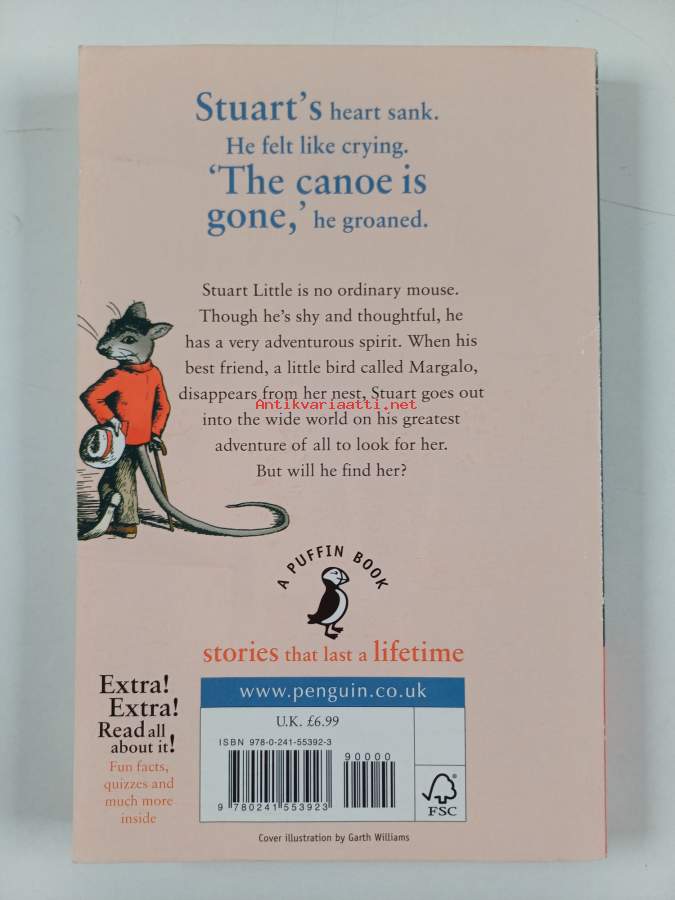 Stuart's heart sank.
He felt like crying.
'The canoe is
gone,' he groaned.
Stuart Little is no ordinary mouse.
Though he's shy and thoughtful, he
has a very adventurous spirit. When his
best friend, a little bird called Margalo,
disappears from her nest, Stuart goes out
Antikvariaatti.net
into the wide world on his greatest
adventure of all to look for her.
But will he find her?
A PUFFIN BOOK
stories that last a lifetime
Extra!
Extra!
Read all
about it!
Fun facts,
quizzes and
much more
inside
www.penguin.co.uk
U.K. £6.99
ISBN 978-0-241-55392-3
90000
9 780241 553923
FSC
Cover illustration by Garth Williams